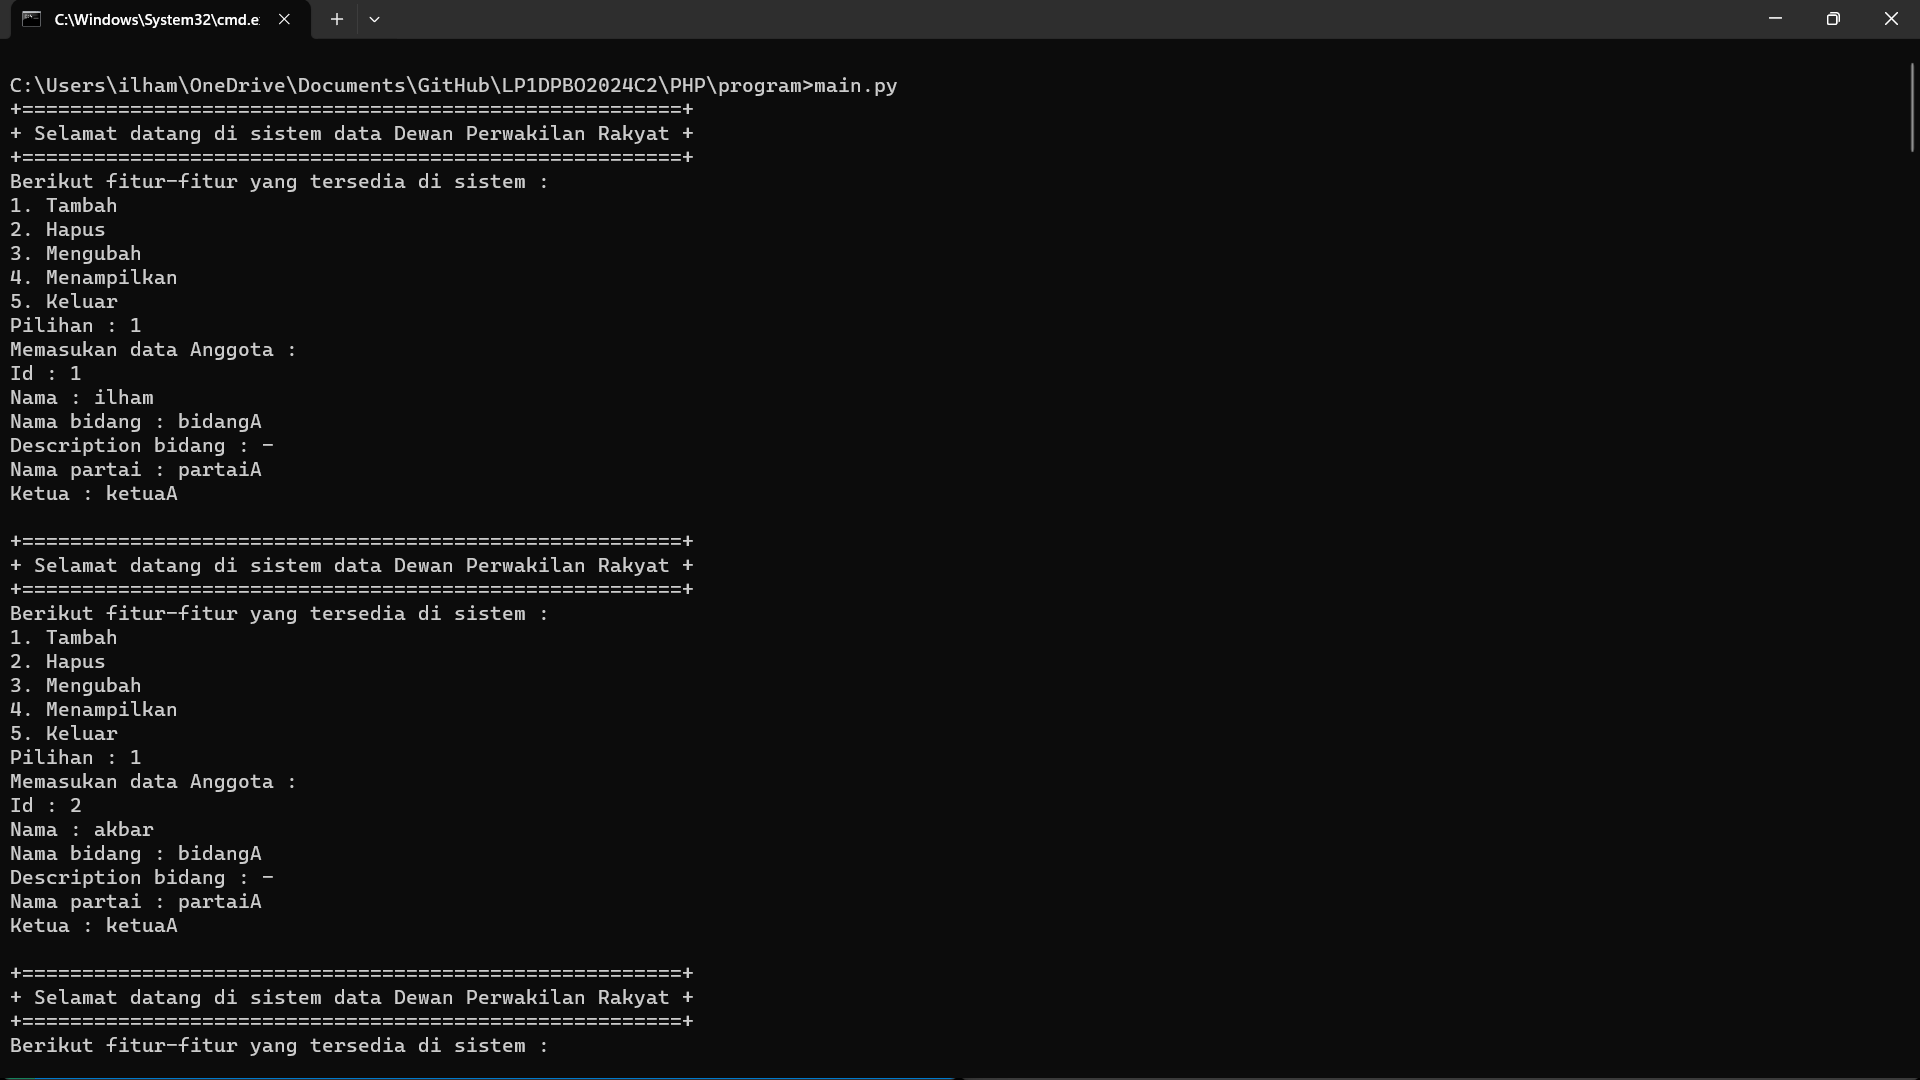 C:\Windows\System32\cmd.e
C:\Users\ilham\OneDrive\Documents\GitHub\LP1DPBO2024C2\PHP\program>main.py
+=======================================================+
+ Selamat datang di sistem data Dewan Perwakilan Rakyat +
+=======================================================+
Berikut fitur-fitur yang tersedia di sistem :
1. Tambah
2. Hapus
3. Mengubah
4. Menampilkan
5. Keluar
Pilihan : 1
Memasukan data Anggota :
Id : 1
Nama : ilham
Nama bidang : bidangA
Description bidang : -
Nama partai : partaiA
Ketua : ketuaA
+=======================================================+
+ Selamat datang di sistem data Dewan Perwakilan Rakyat +
+=======================================================+
Berikut fitur-fitur yang tersedia di sistem :
1. Tambah
2. Hapus
3. Mengubah
4. Menampilkan
5. Keluar
Pilihan : 1
Memasukan data Anggota :
Id : 2
Nama : akbar
Nama bidang : bidangA
Description bidang : -
Nama partai : partaiA
Ketua : ketuaA
+=======================================================+
+ Selamat datang di sistem data Dewan Perwakilan Rakyat +
+=======================================================+
Berikut fitur-fitur yang tersedia di sistem :